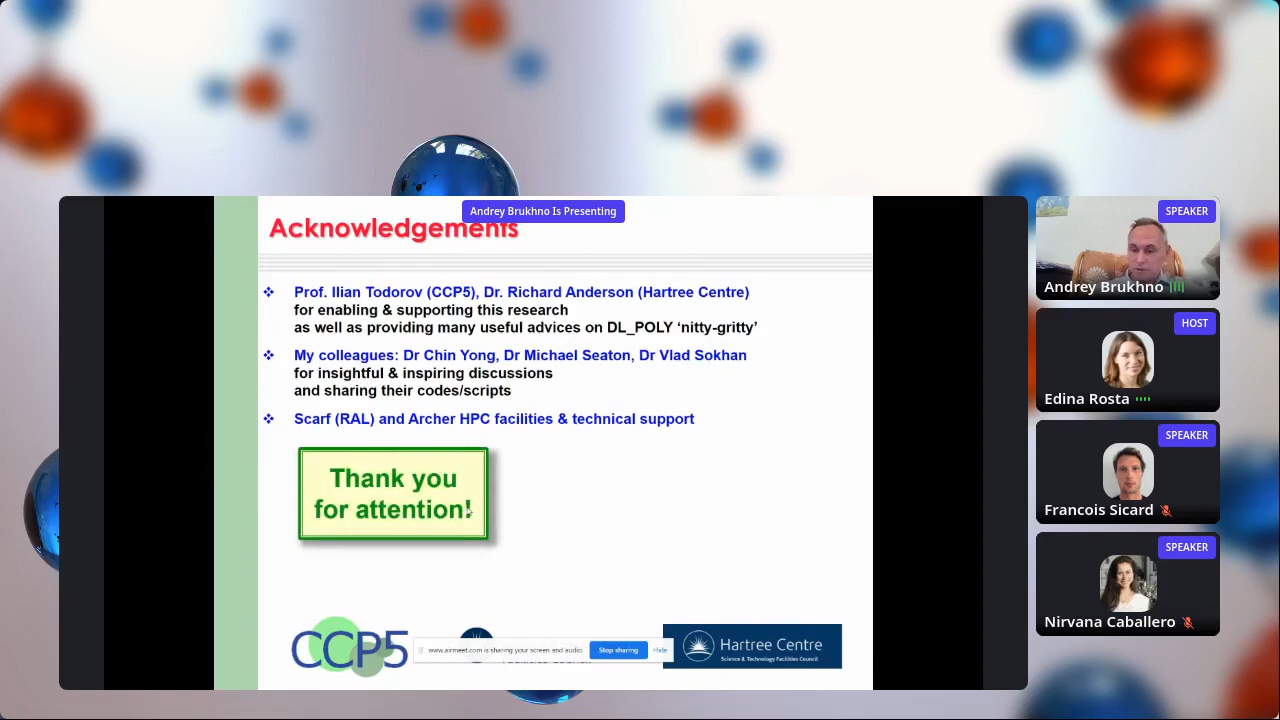 Andrey Brukhno Is Presenting
Acknowledgements
Prof. Ilian Todorov (CCP5), Dr. Richard Anderson (Hartree Centre)
for enabling & supporting this research
as well as providing many useful advices on DL_POLY ‘nitty-gritty’
My colleagues: Dr Chin Yong, Dr Michael Seaton, Dr Vlad Sokhan
for insightful & inspiring discussions
and sharing their codes/scripts
Scarf (RAL) and Archer HPC facilities & technical support
Thank you
for attention!
CCP5
www.airmeet.com is sharing your screen and audio.
Stop sharing
Hide
Hartree Centre
Science & Technology Facilities Council
SPEAKER
Andrey Brukhno
HOST
Edina Rosta
SPEAKER
Francois Sicard
SPEAKER
Nirvana Caballero